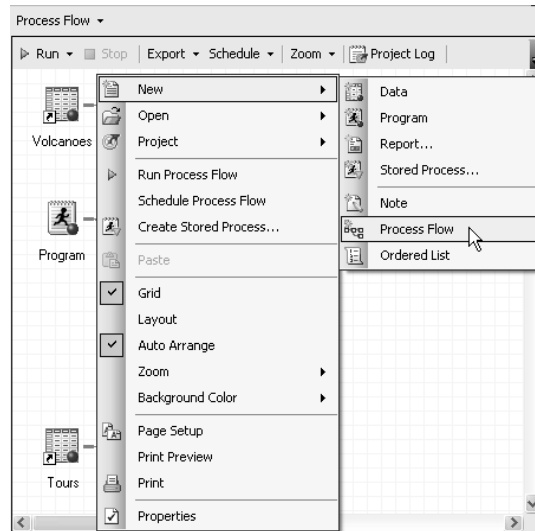 Process Flow
Run Stop Export Schedule Zoom Project Log
Volcanoes
Program
Tours
New
Open
Project
Run Process Flow
Schedule Process Flow
Create Stored Process...
Paste
Grid
Layout
Auto Arrange
Zoom
Background Color
Page Setup
Print Preview
Print
Properties
Data
Program
Report...
Stored Process...
Note
Process Flow
Ordered List